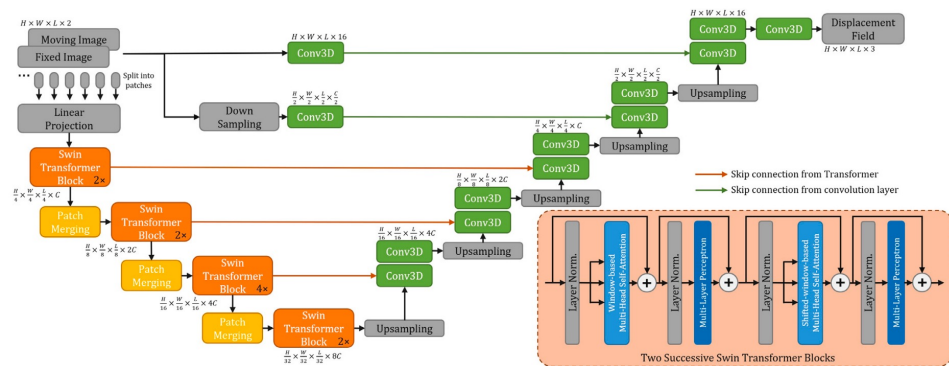 H × W × L × 2
Moving Image
Fixed Image
...
Split into
patches
Linear
Projection
Swin
Transformer
Block 2×
H/4 × W/4 × L/4 × C
Patch
Merging
Swin
Transformer
Block 2×
H/8 × W/8 × L/8 × 2C
Patch
Merging
Swin
Transformer
Block 4×
H/16 × W/16 × L/16 × 4C
Patch
Merging
Swin
Transformer
Block 2×
H/32 × W/32 × L/32 × 8C
Upsampling
H × W × L × 16
Conv3D
Down
Sampling
H/2 × W/2 × L/2 × C/2
Conv3D
H/16 × W/16 × L/16 × 4C
Conv3D
Conv3D
Upsampling
H/8 × W/8 × L/8 × 2C
Conv3D
Conv3D
Upsampling
H/4 × W/4 × L/4 × C
Conv3D
Conv3D
Upsampling
H/2 × W/2 × L/2 × C/2
Conv3D
Conv3D
Upsampling
H × W × L × 16
Conv3D
Conv3D
Conv3D
Displacement
Field
H × W × L × 3
Skip connection from Transformer
Skip connection from convolution layer
Layer Norm.
Window-based
Multi-Head Self-Attention
+
Layer Norm.
Multi-Layer Perceptron
+
Layer Norm.
Shifted-window-based
Multi-Head Self-Attention
+
Layer Norm.
Multi-Layer Perceptron
+
Two Successive Swin Transformer Blocks